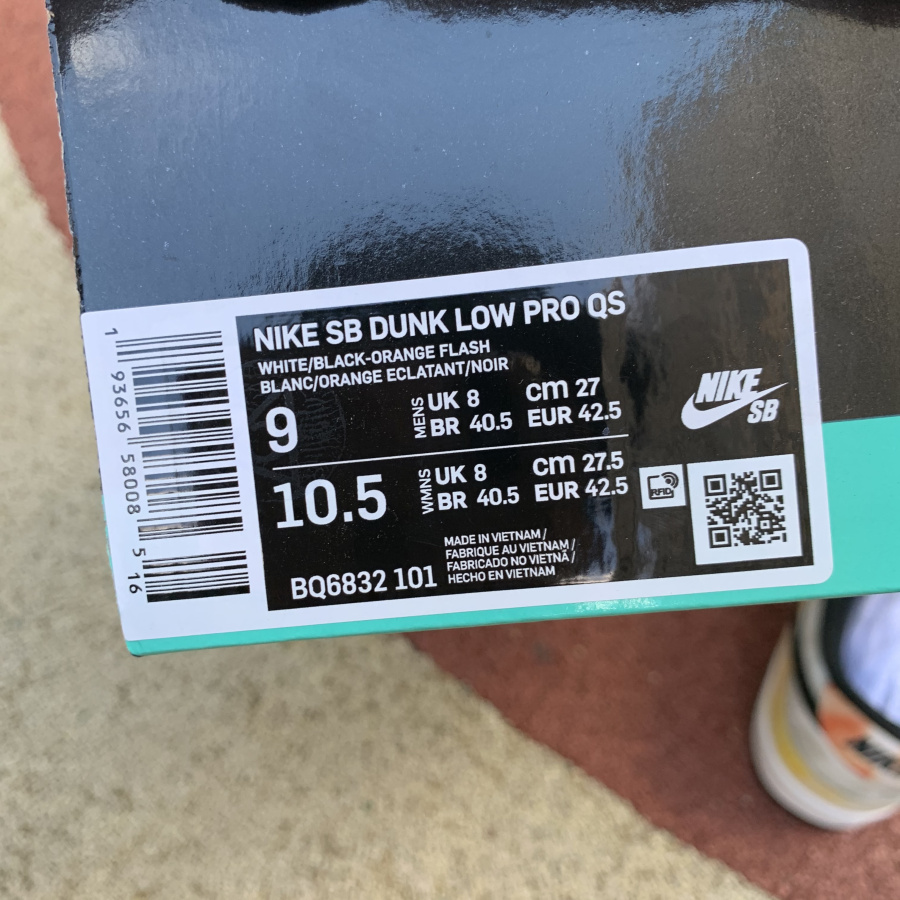 NIKE SB DUNK LOW PRO QS
WHITE/BLACK-ORANGE FLASH
BLANC/ORANGE ECLATANT/NOIR
9
MENS
UK 8 cm 27
BR 40.5 EUR 42.5
10.5
WMNS
UK 8 cm 27.5
BR 40.5 EUR 42.5
MADE IN VIETNAM/
FABRIQUE AU VIETNAM/
FABRICADO NO VIETNÃ/
HECHO EN VIETNAM
BQ6832 101
NIKE
SB
RFID
1 93656 58008 5 16
NIK